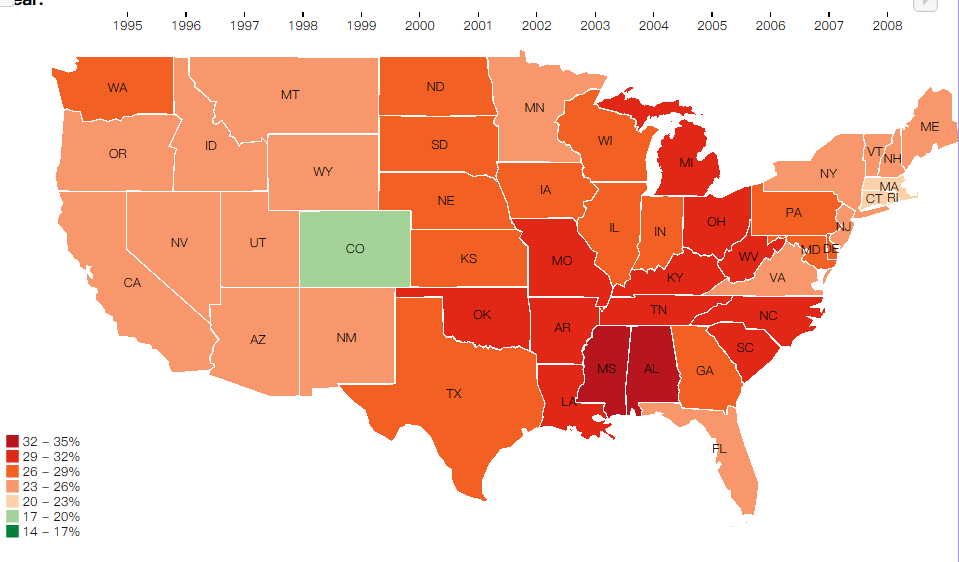 ear:
1995 1996 1997 1998 1999 2000 2001 2002 2003 2004 2005 2006 2007 2008
WA
MT
ND
MN
ME
OR
ID
SD
WI
VT
NH
MI
WY
NY
MA
NE
IA
CT RI
PA
NV
UT
CO
IL
IN
OH
NJ
KS
MO
WV
MD DE
CA
KY
VA
OK
TN
NC
AZ
NM
AR
SC
MS
AL
GA
TX
LA
FL
32 – 35%
29 – 32%
26 – 29%
23 – 26%
20 – 23%
17 – 20%
14 – 17%